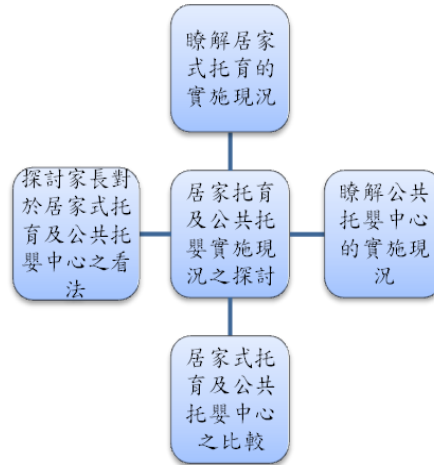 瞭解居家
式托育的
實施現況
探討家長對
於居家式托
育及公共托
嬰中心之看
法
居家托育
及公共托
嬰實施現
況之探討
瞭解公共
托嬰中心
的實施現
況
居家式托
育及公共
托嬰中心
之比較